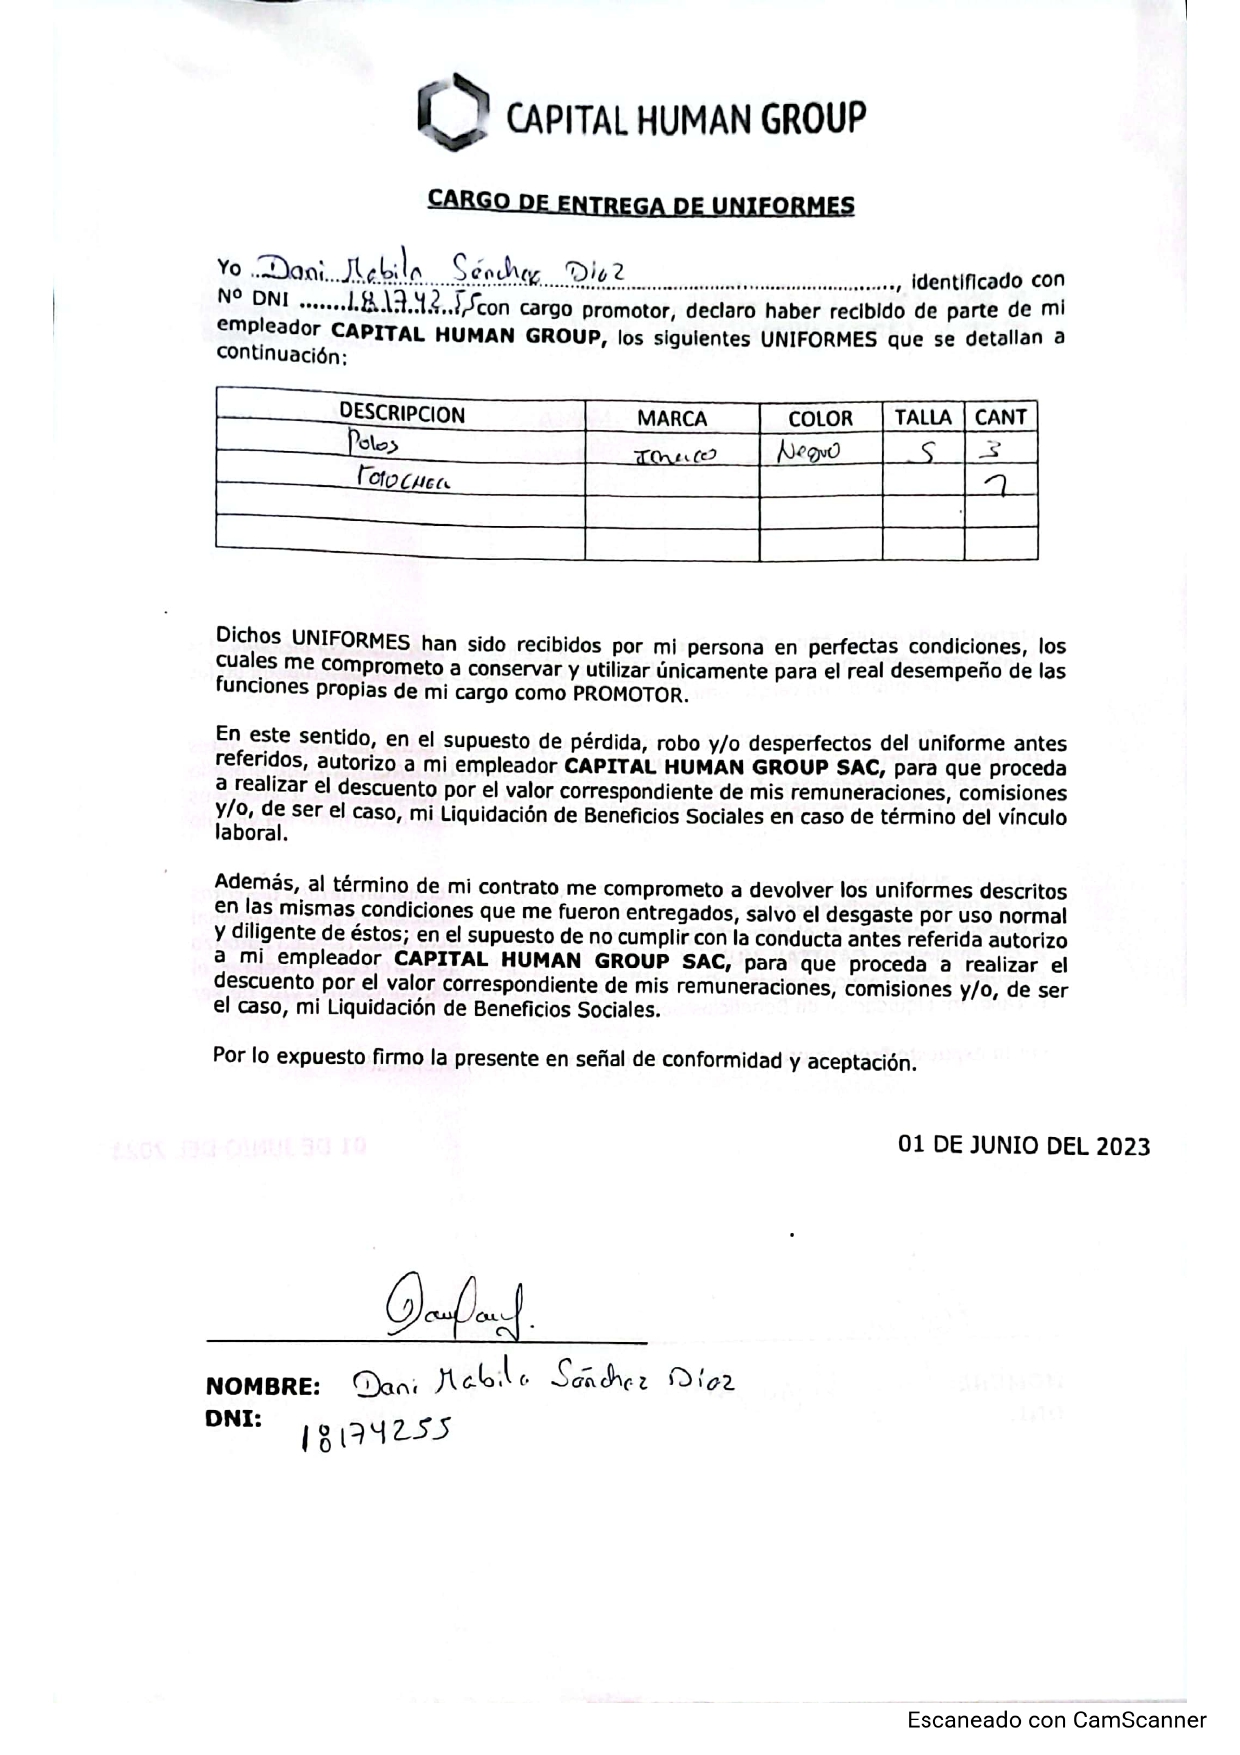 CAPITAL HUMAN GROUP
CARGO DE ENTREGA DE UNIFORMES
Yo Dani Mabila Sánchez Díaz, identificado con
Nº DNI 18174255 con cargo promotor, declaro haber recibido de parte de mi
empleador CAPITAL HUMAN GROUP, los siguientes UNIFORMES que se detallan a
continuación:
DESCRIPCION MARCA COLOR TALLA CANT
Polos Negro S 3
FOTOCHECK 1
Dichos UNIFORMES han sido recibidos por mi persona en perfectas condiciones, los
cuales me comprometo a conservar y utilizar únicamente para el real desempeño de las
funciones propias de mi cargo como PROMOTOR.
En este sentido, en el supuesto de pérdida, robo y/o desperfectos del uniforme antes
referidos, autorizo a mi empleador CAPITAL HUMAN GROUP SAC, para que proceda
a realizar el descuento por el valor correspondiente de mis remuneraciones, comisiones
y/o, de ser el caso, mi Liquidación de Beneficios Sociales en caso de término del vínculo
laboral.
Además, al término de mi contrato me comprometo a devolver los uniformes descritos
en las mismas condiciones que me fueron entregados, salvo el desgaste por uso normal
y diligente de éstos; en el supuesto de no cumplir con la conducta antes referida autorizo
a mi empleador CAPITAL HUMAN GROUP SAC, para que proceda a realizar el
descuento por el valor correspondiente de mis remuneraciones, comisiones y/o, de ser
el caso, mi Liquidación de Beneficios Sociales.
Por lo expuesto firmo la presente en señal de conformidad y aceptación.
01 DE JUNIO DEL 2023
NOMBRE: Dani Mabila Sánchez Díaz
DNI: 18174255
Escaneado con CamScanner